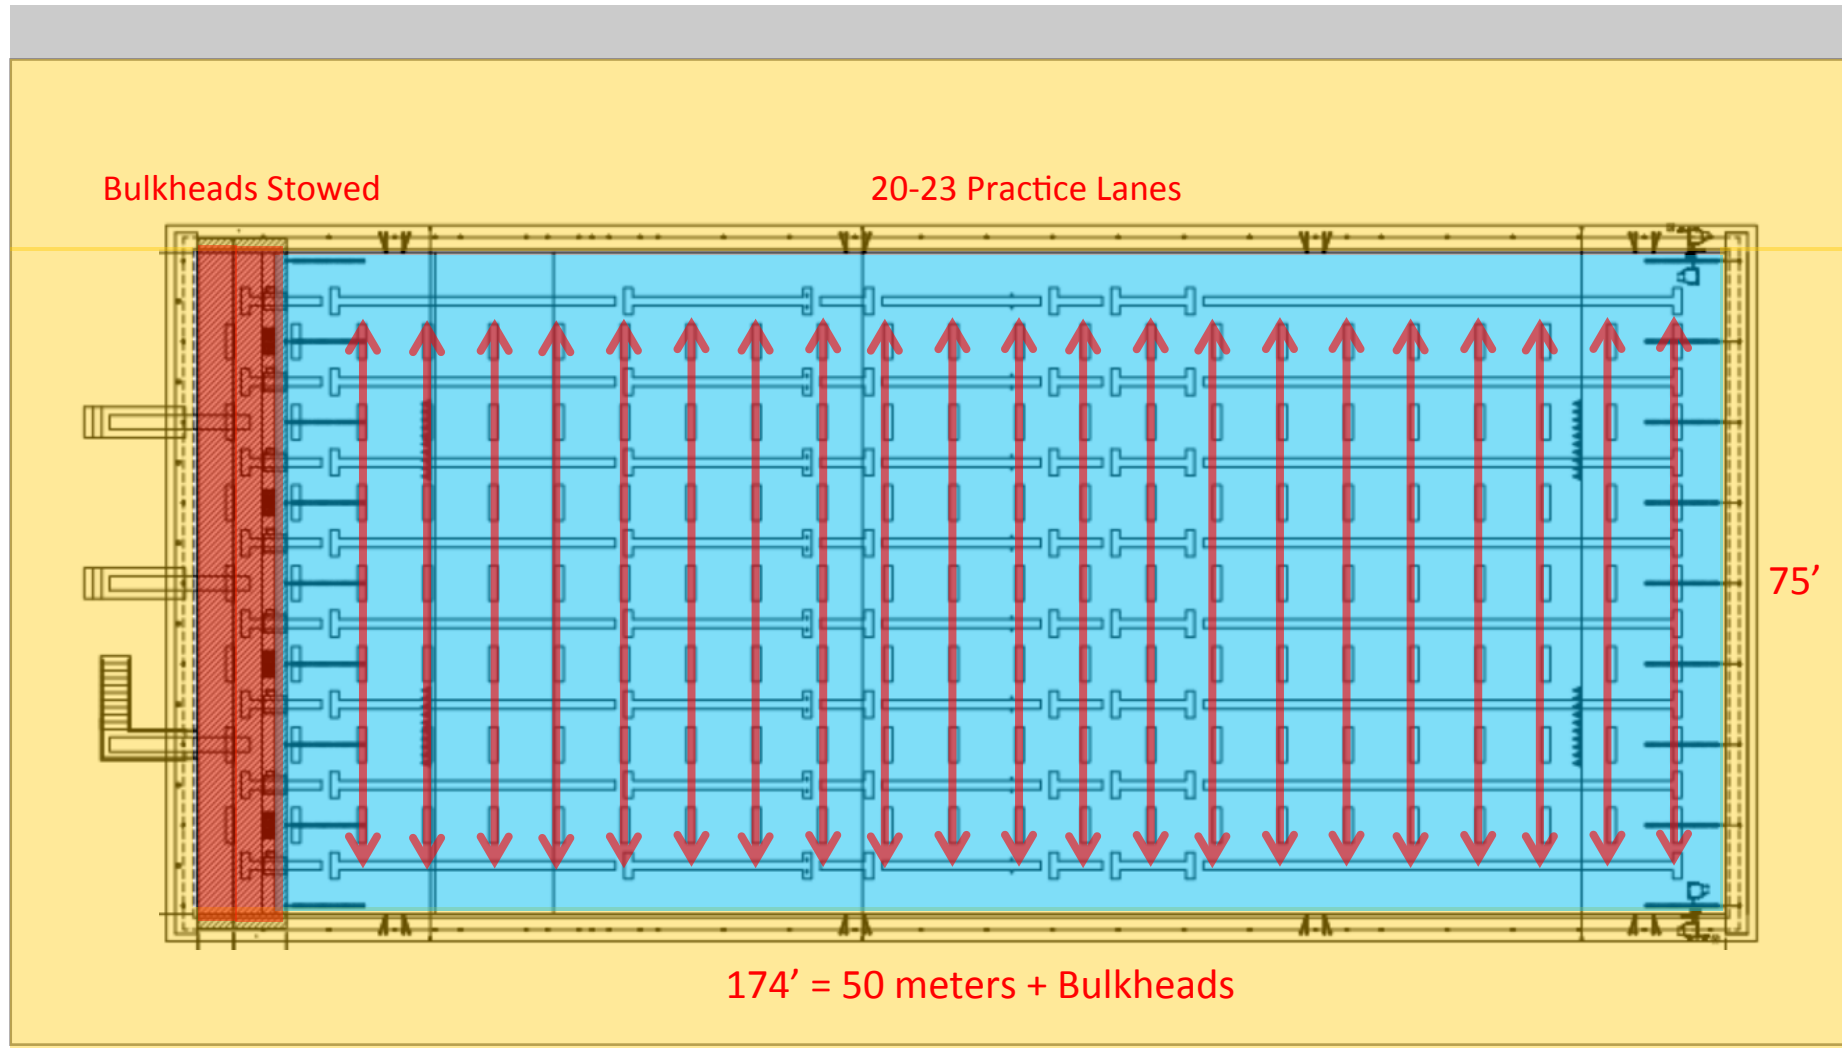 Bulkheads Stowed
20-23 Practice Lanes
75’
174’ = 50 meters + Bulkheads